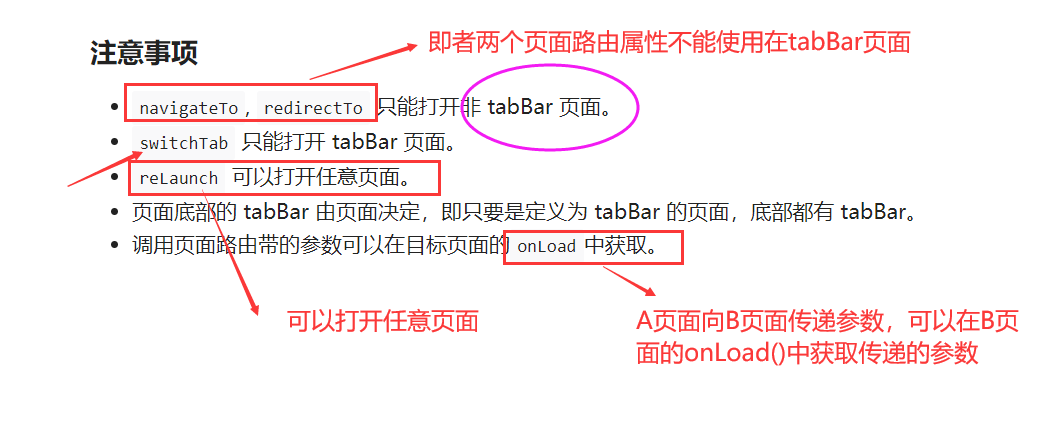 注意事项
即者两个页面路由属性不能使用在tabBar页面
navigateTo, redirectTo 只能打开非 tabBar 页面。
switchTab 只能打开 tabBar 页面。
reLaunch 可以打开任意页面。
页面底部的 tabBar 由页面决定，即只要是定义为 tabBar 的页面，底部都有 tabBar。
调用页面路由带的参数可以在目标页面的 onLoad 中获取。
可以打开任意页面
A页面向B页面传递参数，可以在B页
面的onLoad()中获取传递的参数